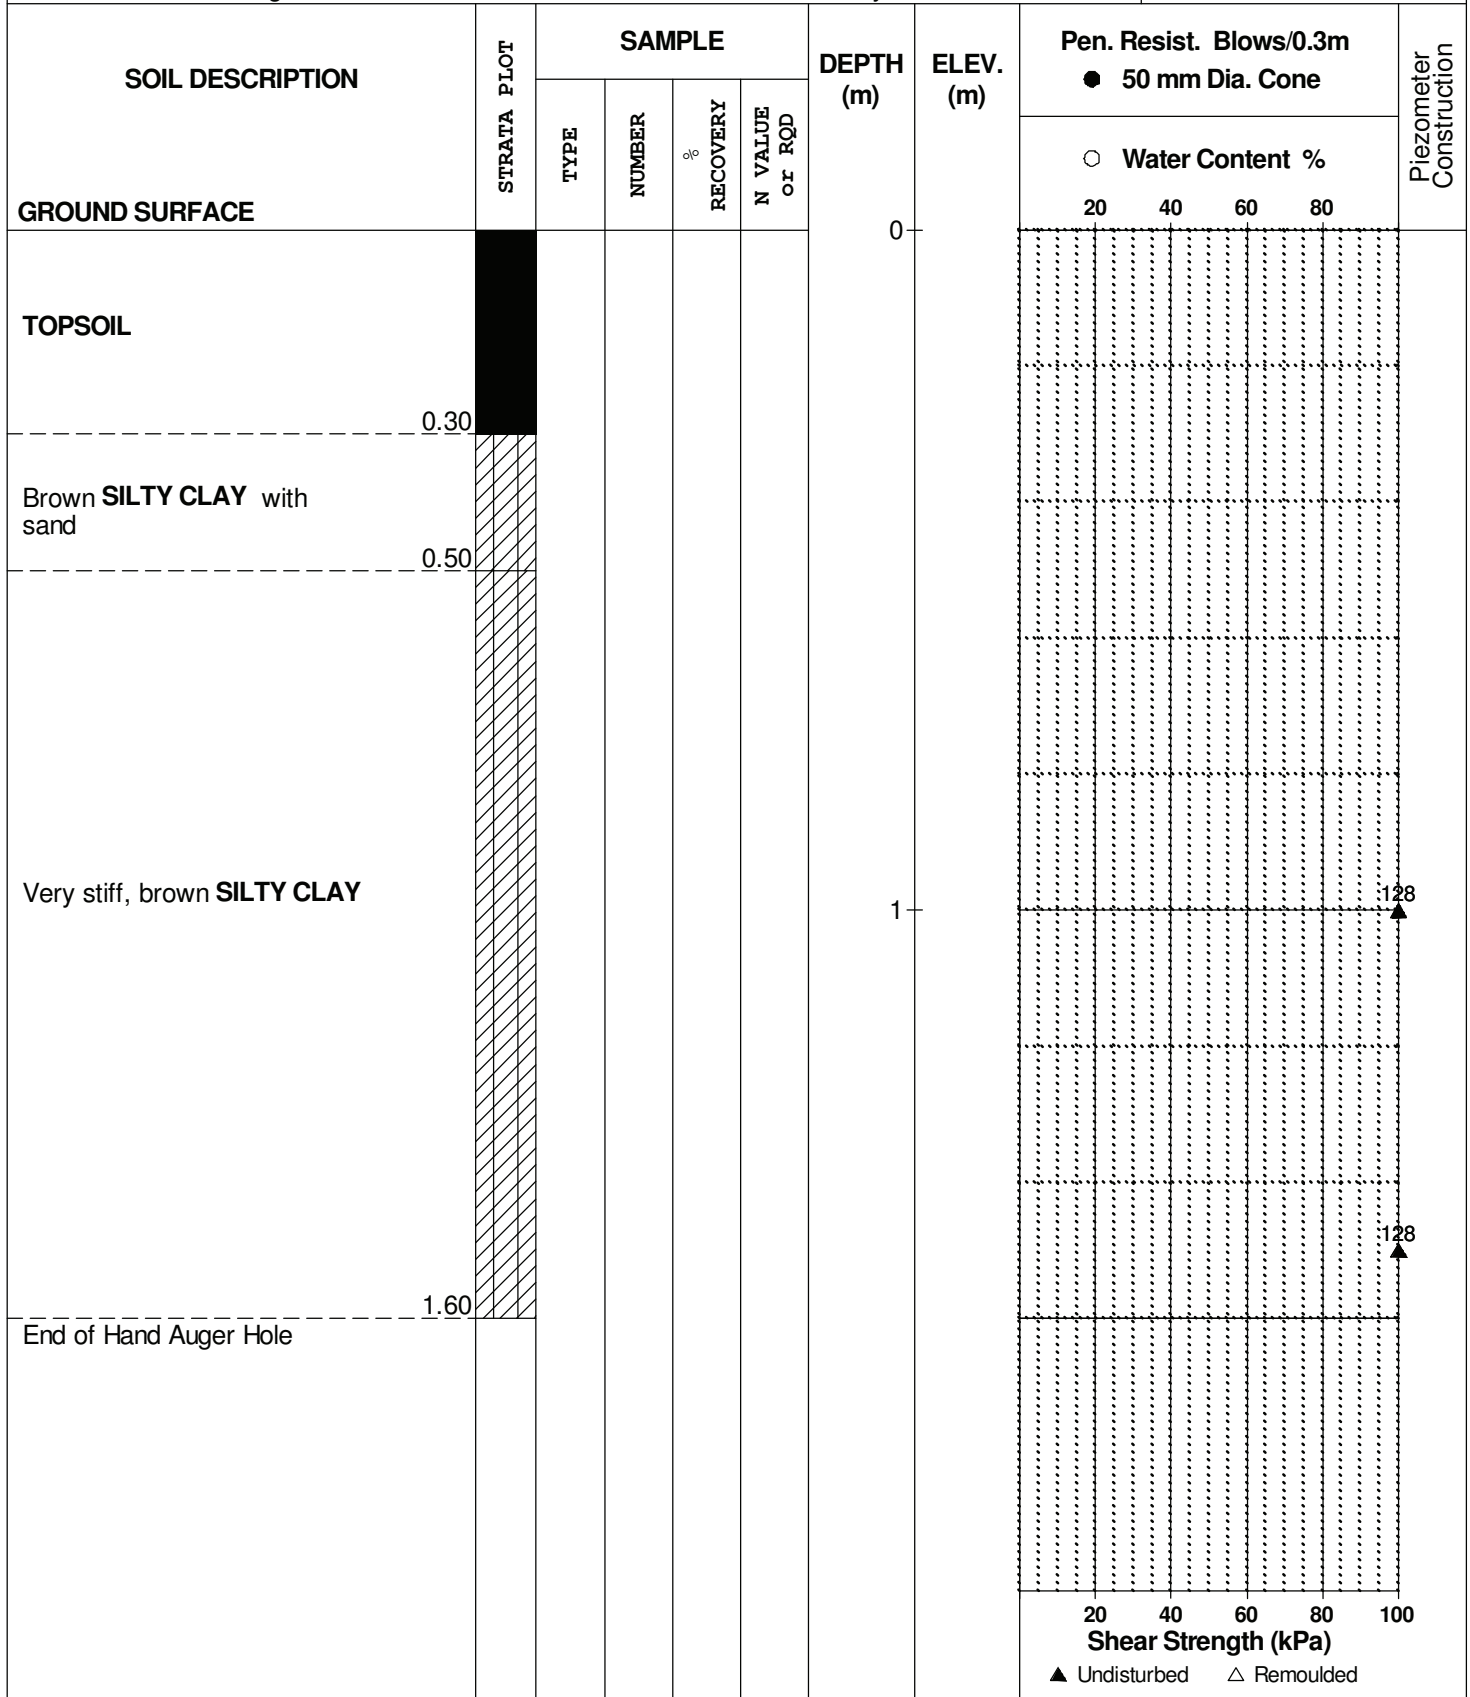 SOIL DESCRIPTION
GROUND SURFACE
STRATA PLOT
SAMPLE
TYPE
NUMBER
%
RECOVERY
N VALUE
or RQD
DEPTH
(m)
ELEV.
(m)
Pen. Resist. Blows/0.3m
● 50 mm Dia. Cone
○ Water Content %
20 40 60 80
Piezometer
Construction
0
TOPSOIL
0.30
Brown SILTY CLAY with
sand
0.50
Very stiff, brown SILTY CLAY
1
128
128
1.60
End of Hand Auger Hole
20 40 60 80 100
Shear Strength (kPa)
▲ Undisturbed △ Remoulded